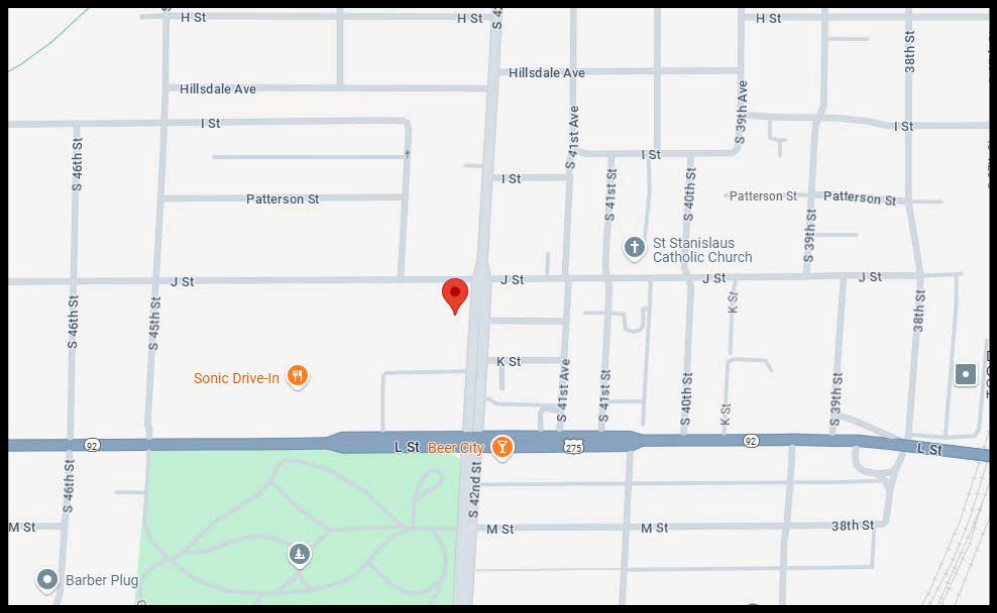 H St
H St
S 42
H St
38th St
Hillsdale Ave
Hillsdale Ave
S 39th Ave
I St
S 41st Ave
I St
I St
S 46th St
I St
S 41st St
S 40th St
Patterson St
Patterson St
Patterson St
S 39th St
St Stanislaus
Catholic Church
J St
J St
J St
J St
K St
S 46th St
S 45th St
38th St
K St
Sonic Drive-In
S 41st Ave
S 41st St
S 40th St
K St
S 39th St
92
L St
Beer City
275
92
L St
S 46th St
S 42nd St
M St
M St
M St
38th St
Barber Plug